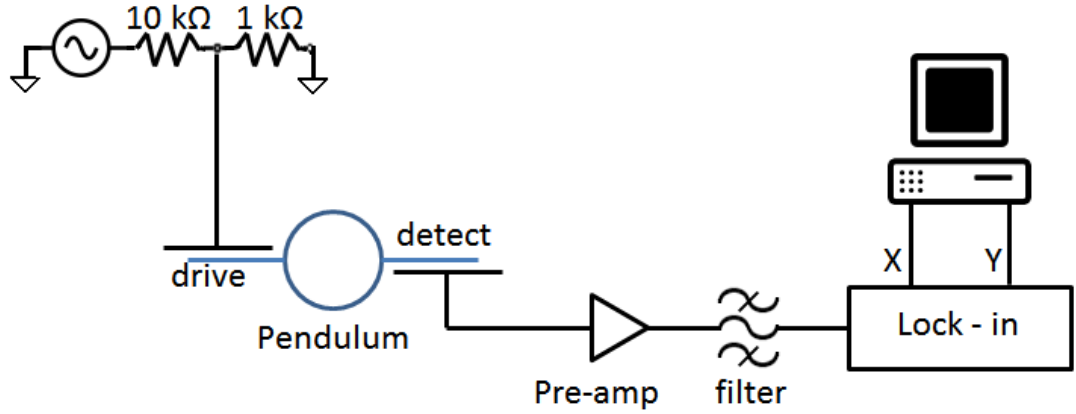 10 kΩ 1 kΩ
detect
drive
X Y
Pendulum
Lock - in
Pre-amp filter